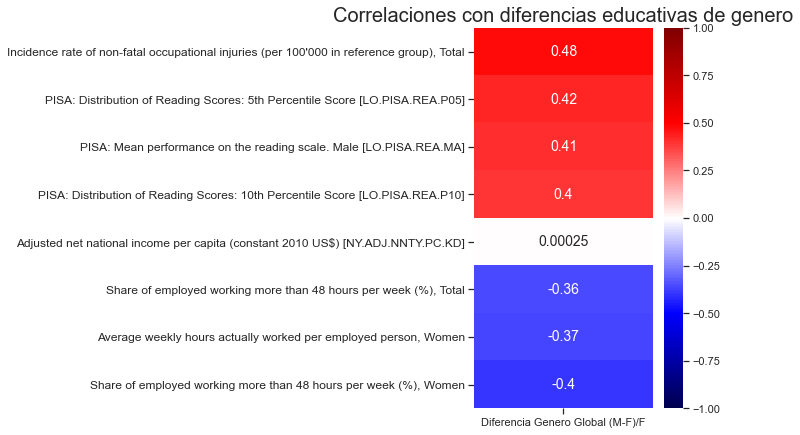 Correlaciones con diferencias educativas de genero
Incidence rate of non-fatal occupational injuries (per 100'000 in reference group), Total
0.48
PISA: Distribution of Reading Scores: 5th Percentile Score [LO.PISA.REA.P05]
0.42
PISA: Mean performance on the reading scale. Male [LO.PISA.REA.MA]
0.41
PISA: Distribution of Reading Scores: 10th Percentile Score [LO.PISA.REA.P10]
0.4
Adjusted net national income per capita (constant 2010 US$) [NY.ADJ.NNTY.PC.KD]
0.00025
Share of employed working more than 48 hours per week (%), Total
-0.36
Average weekly hours actually worked per employed person, Women
-0.37
Share of employed working more than 48 hours per week (%), Women
-0.4
Diferencia Genero Global (M-F)/F
1.00
0.75
0.50
0.25
0.00
−0.25
−0.50
−0.75
−1.00